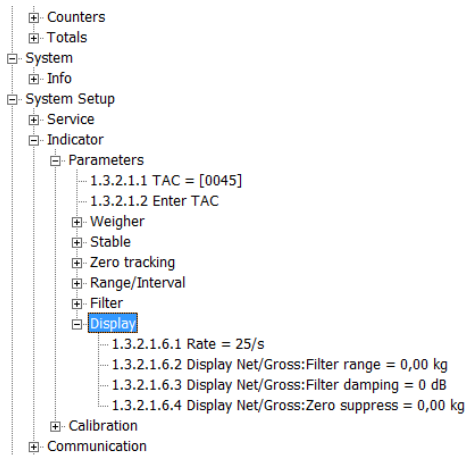 Counters
Totals
System
Info
System Setup
Service
Indicator
Parameters
1.3.2.1.1 TAC = [0045]
1.3.2.1.2 Enter TAC
Weigher
Stable
Zero tracking
Range/Interval
Filter
Display
1.3.2.1.6.1 Rate = 25/s
1.3.2.1.6.2 Display Net/Gross:Filter range = 0,00 kg
1.3.2.1.6.3 Display Net/Gross:Filter damping = 0 dB
1.3.2.1.6.4 Display Net/Gross:Zero suppress = 0,00 kg
Calibration
Communication